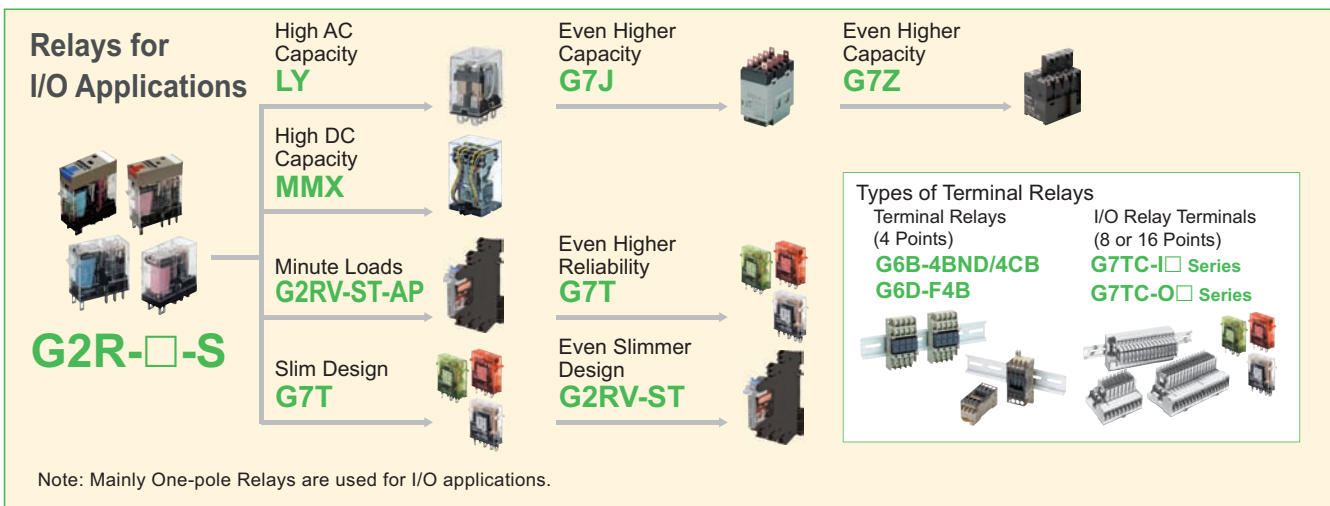 Relays for
I/O Applications
G2R-□-S
High AC
Capacity
LY
Even Higher
Capacity
G7J
Even Higher
Capacity
G7Z
High DC
Capacity
MMX
Minute Loads
G2RV-ST-AP
Even Higher
Reliability
G7T
Slim Design
G7T
Even Slimmer
Design
G2RV-ST
Types of Terminal Relays
Terminal Relays
(4 Points)
G6B-4BND/4CB
G6D-F4B
I/O Relay Terminals
(8 or 16 Points)
G7TC-I□ Series
G7TC-O□ Series
Note: Mainly One-pole Relays are used for I/O applications.